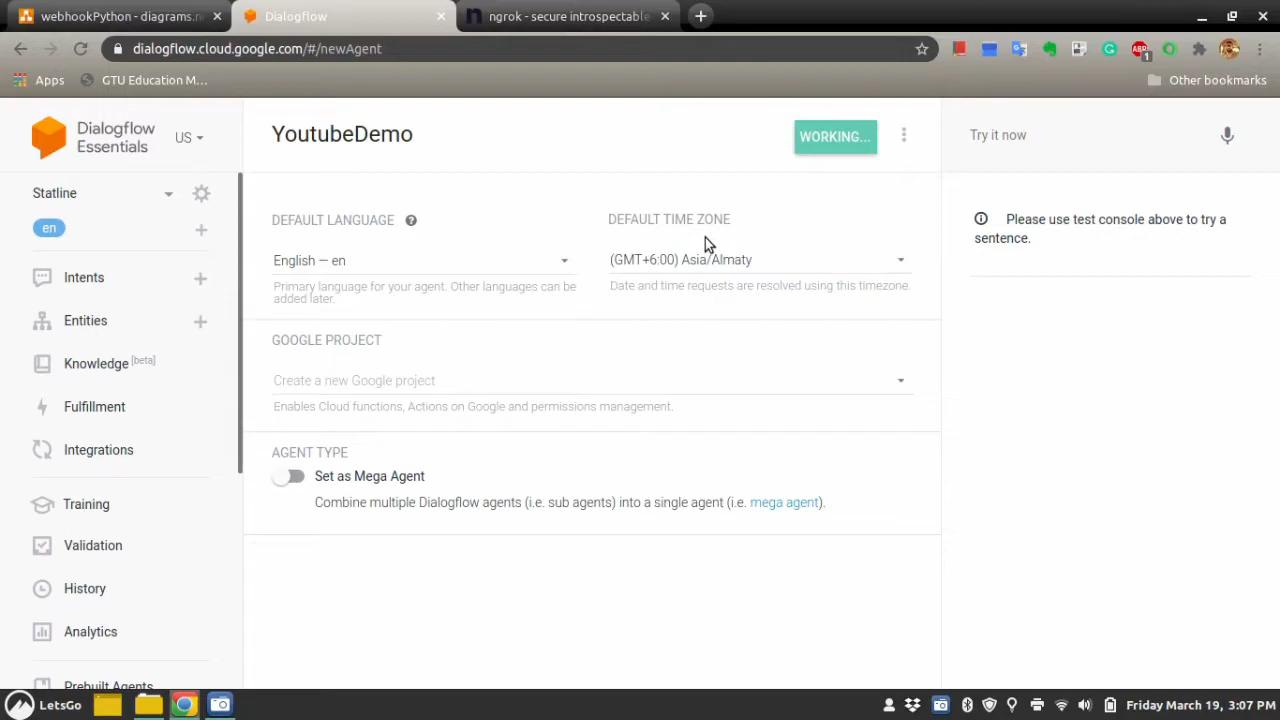 webhookPython - diagrams.n
Dialogflow
ngrok - secure introspectable
dialogflow.cloud.google.com/#/newAgent
ABP
1
Apps
GTU Education M...
Other bookmarks
Dialogflow
Essentials
US
YoutubeDemo
WORKING...
Try it now
Statline
en
DEFAULT LANGUAGE
DEFAULT TIME ZONE
Please use test console above to try a
sentence.
English — en
(GMT+6:00) Asia/Almaty
Primary language for your agent. Other languages can be
added later.
Date and time requests are resolved using this timezone.
Intents
Entities
Knowledge [beta]
Fulfillment
Integrations
Training
Validation
History
Analytics
Prebuilt Agents
GOOGLE PROJECT
Create a new Google project
Enables Cloud functions, Actions on Google and permissions management.
AGENT TYPE
Set as Mega Agent
Combine multiple Dialogflow agents (i.e. sub agents) into a single agent (i.e. mega agent).
LetsGo
Friday March 19, 3:07 PM